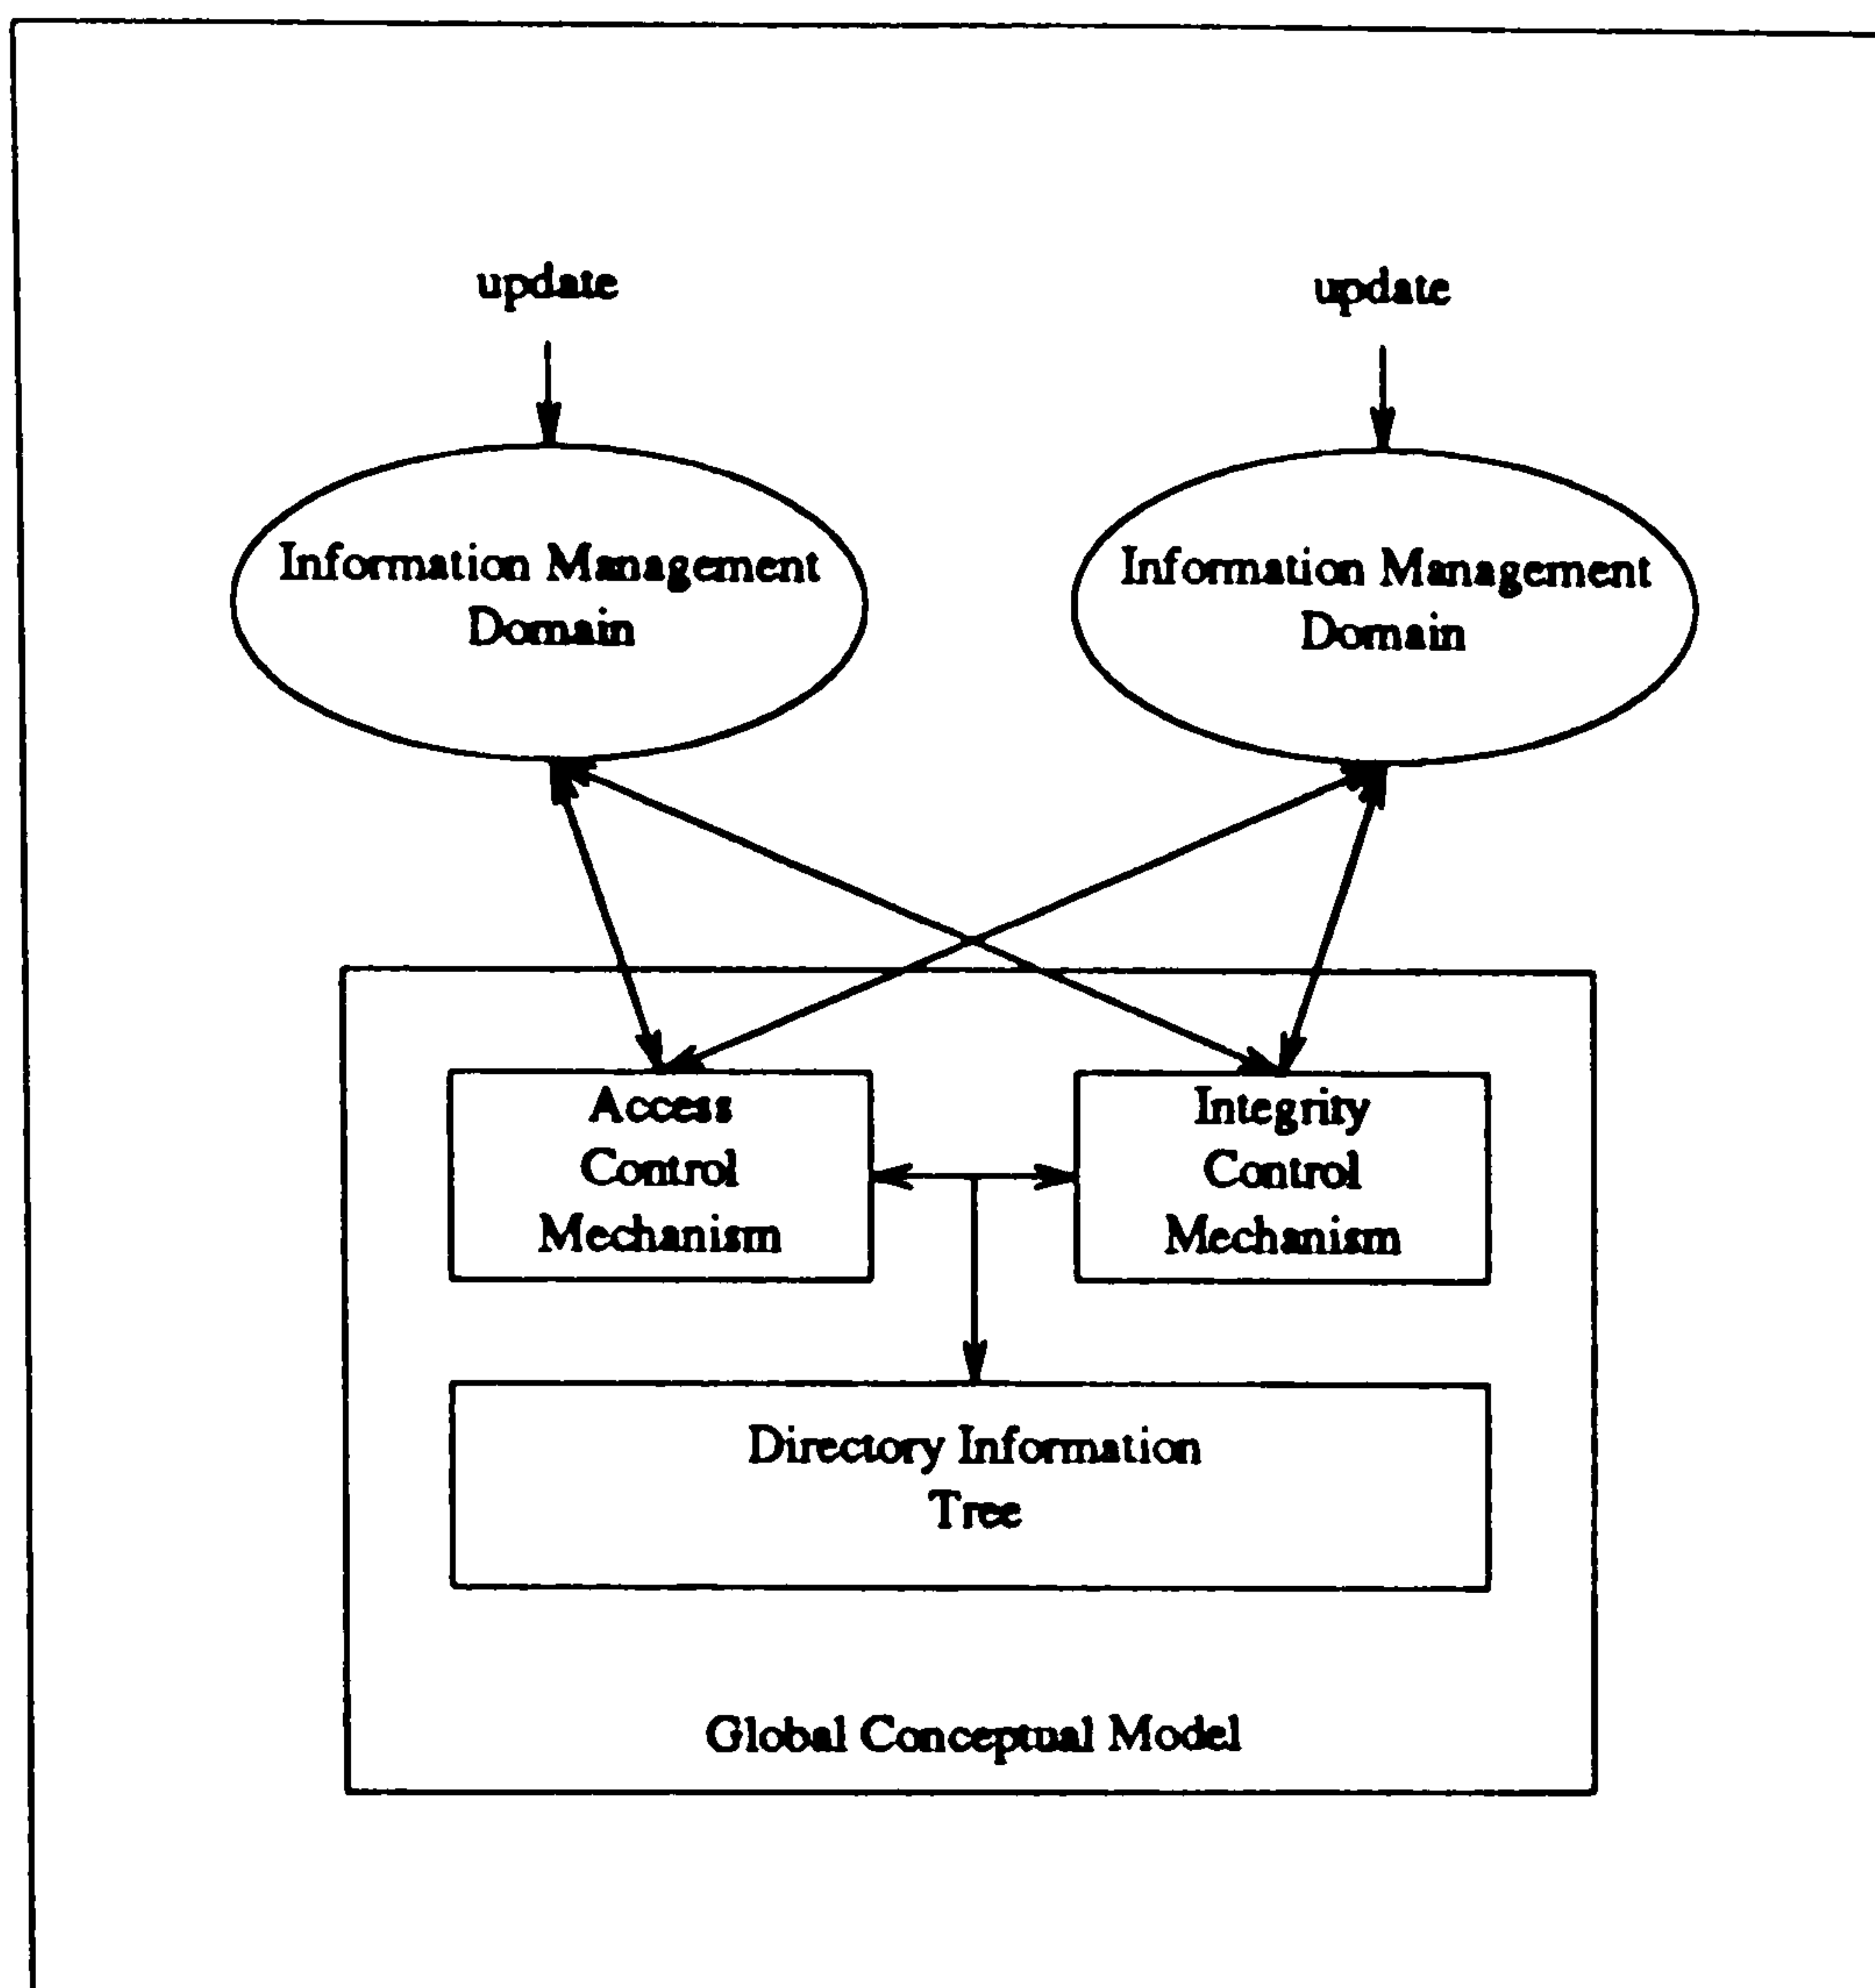 update
update
Information Management
Domain
Information Management
Domain
Access
Control
Mechanism
Integrity
Control
Mechanism
Directory Information
Tree
Global Conceptual Model